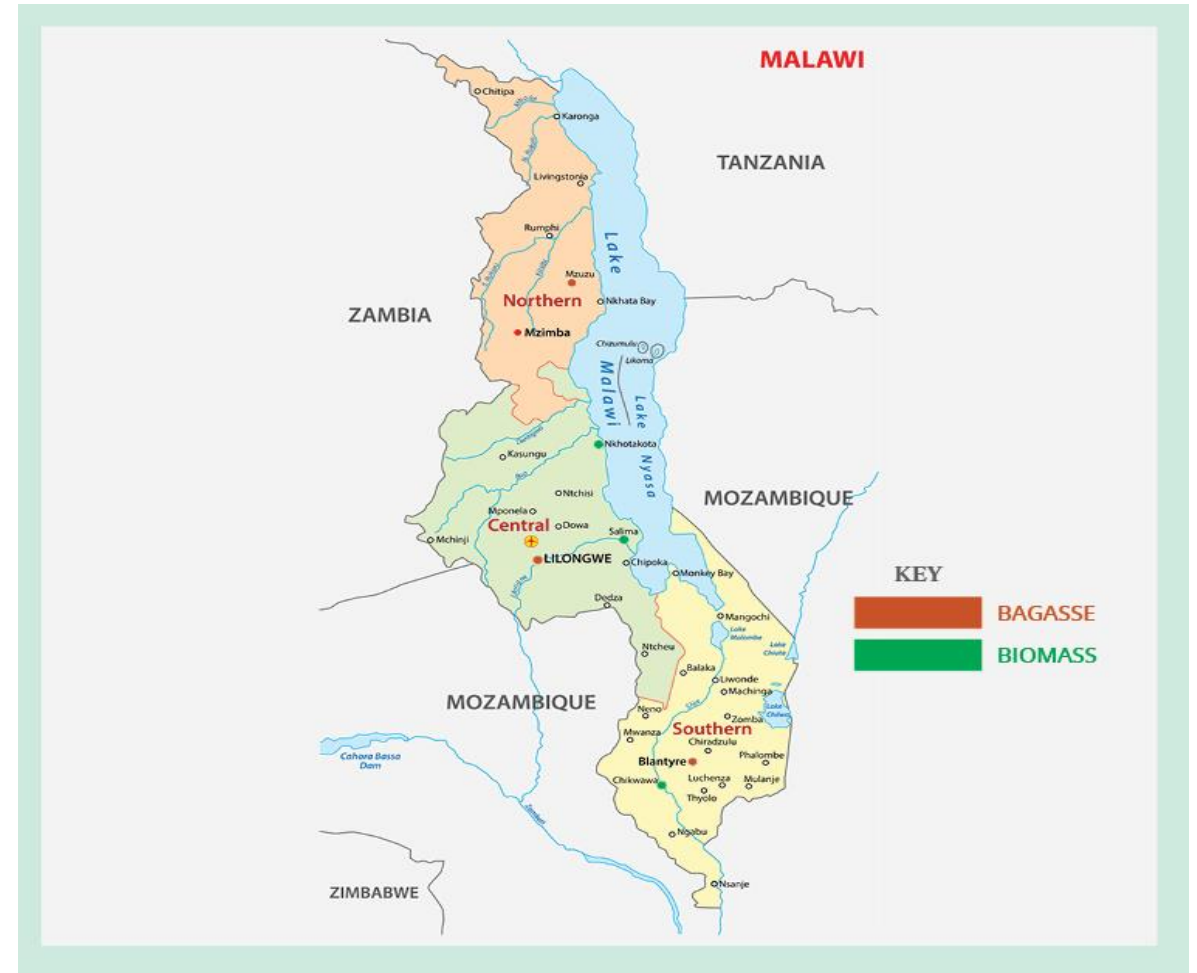 MALAWI
Chitipa
Karonga
TANZANIA
Livingstonia
Rumphi
Lake
Mzuzu
Northern
Nkhata Bay
ZAMBIA
Mzimba
Chizumulu
Likoma
Malawi
Lake
Nyasa
Nkhotakota
Kasungu
Bua
Ntchisi
MOZAMBIQUE
Mponela
Central
Dowa
Salima
Mchinji
LILONGWE
Chipoka
Monkey Bay
KEY
Dedza
BAGASSE
Mangochi
Lake
Malombe
Lake
Chiuta
BIOMASS
Ntcheu
Balaka
Liwonde
Machinga
MOZAMBIQUE
Neno
Lake
Chilwa
Zomba
Southern
Mwanza
Chiradzulu
Phalombe
Cahora Bassa
Dam
Blantyre
Chikwawa
Luchenza
Mulanje
Thyolo
Zambezi
Ngabu
ZIMBABWE
Nsanje